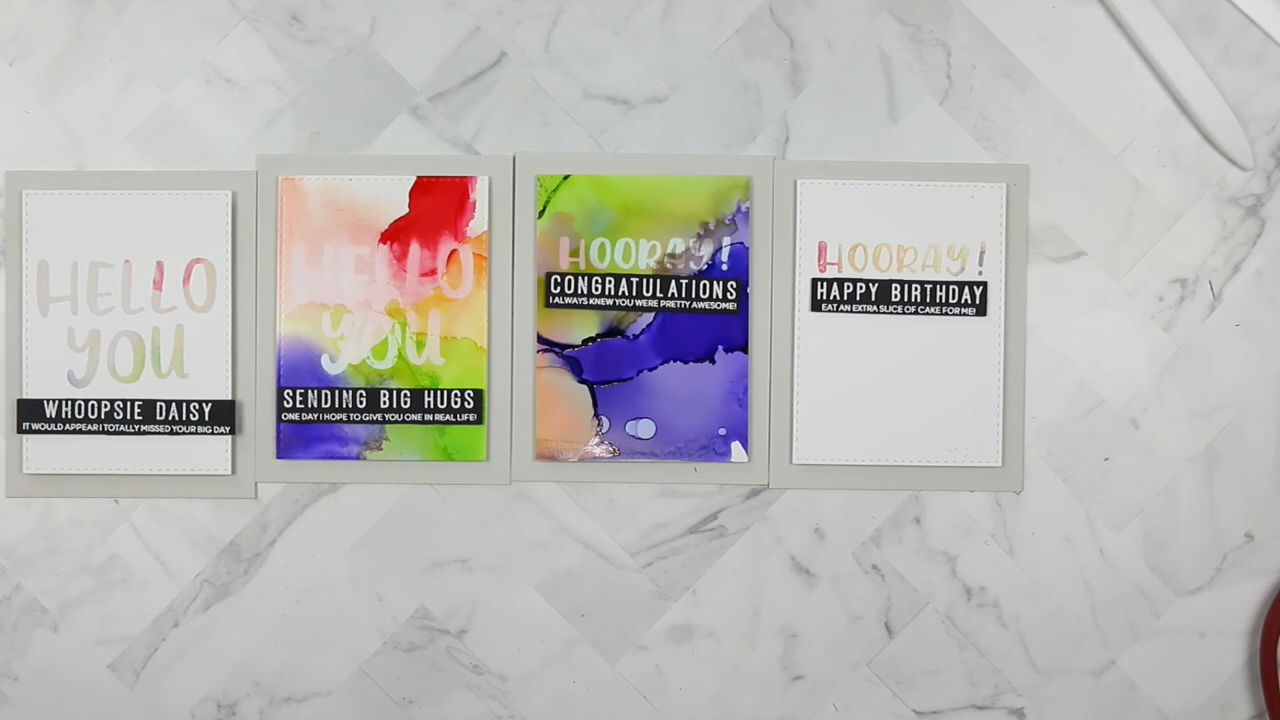 HELLO
YOU
WHOOPSIE DAISY
IT WOULD APPEAR I TOTALLY MISSED YOUR BIG DAY
HELLO
YOU
SENDING BIG HUGS
ONE DAY I HOPE TO GIVE YOU ONE IN REAL LIFE!
HOORAY!
CONGRATULATIONS
I ALWAYS KNEW YOU WERE PRETTY AWESOME!
HOORAY!
HAPPY BIRTHDAY
EAT AN EXTRA SLICE OF CAKE FOR ME!